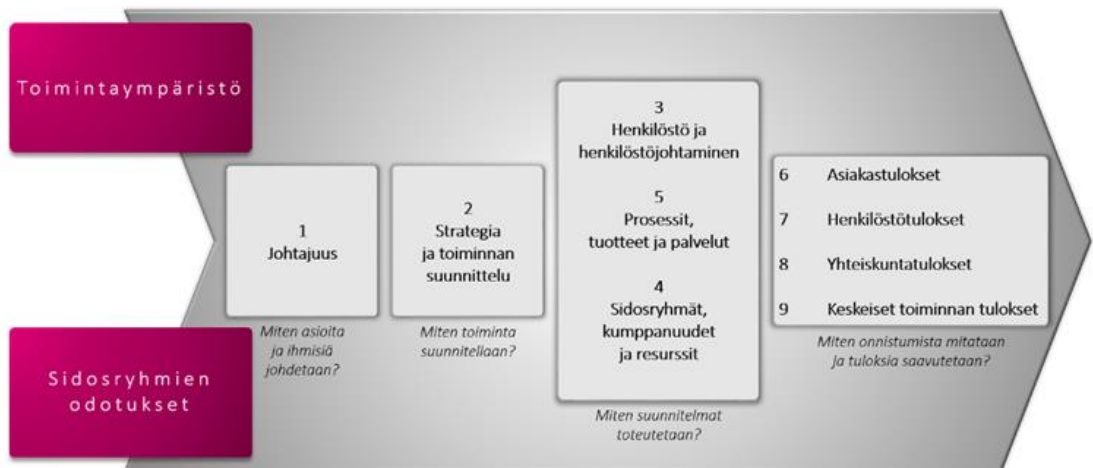 Toimintaympäristö
Sidosryhmien
odotukset
1
Johtajuus
Miten asioita
ja ihmisiä
johdetaan?
2
Strategia
ja toiminnan
suunnittelu
Miten toiminta
suunnitellaan?
3
Henkilöstö ja
henkilöstöjohtaminen
5
Prosessit,
tuotteet ja palvelut
4
Sidosryhmät,
kumppanuudet
ja resurssit
Miten suunnitelmat
toteutetaan?
6 Asiakastulokset
7 Henkilöstötulokset
8 Yhteiskuntatulokset
9 Keskeiset toiminnan tulokset
Miten onnistumista mitataan
ja tuloksia saavutetaan?